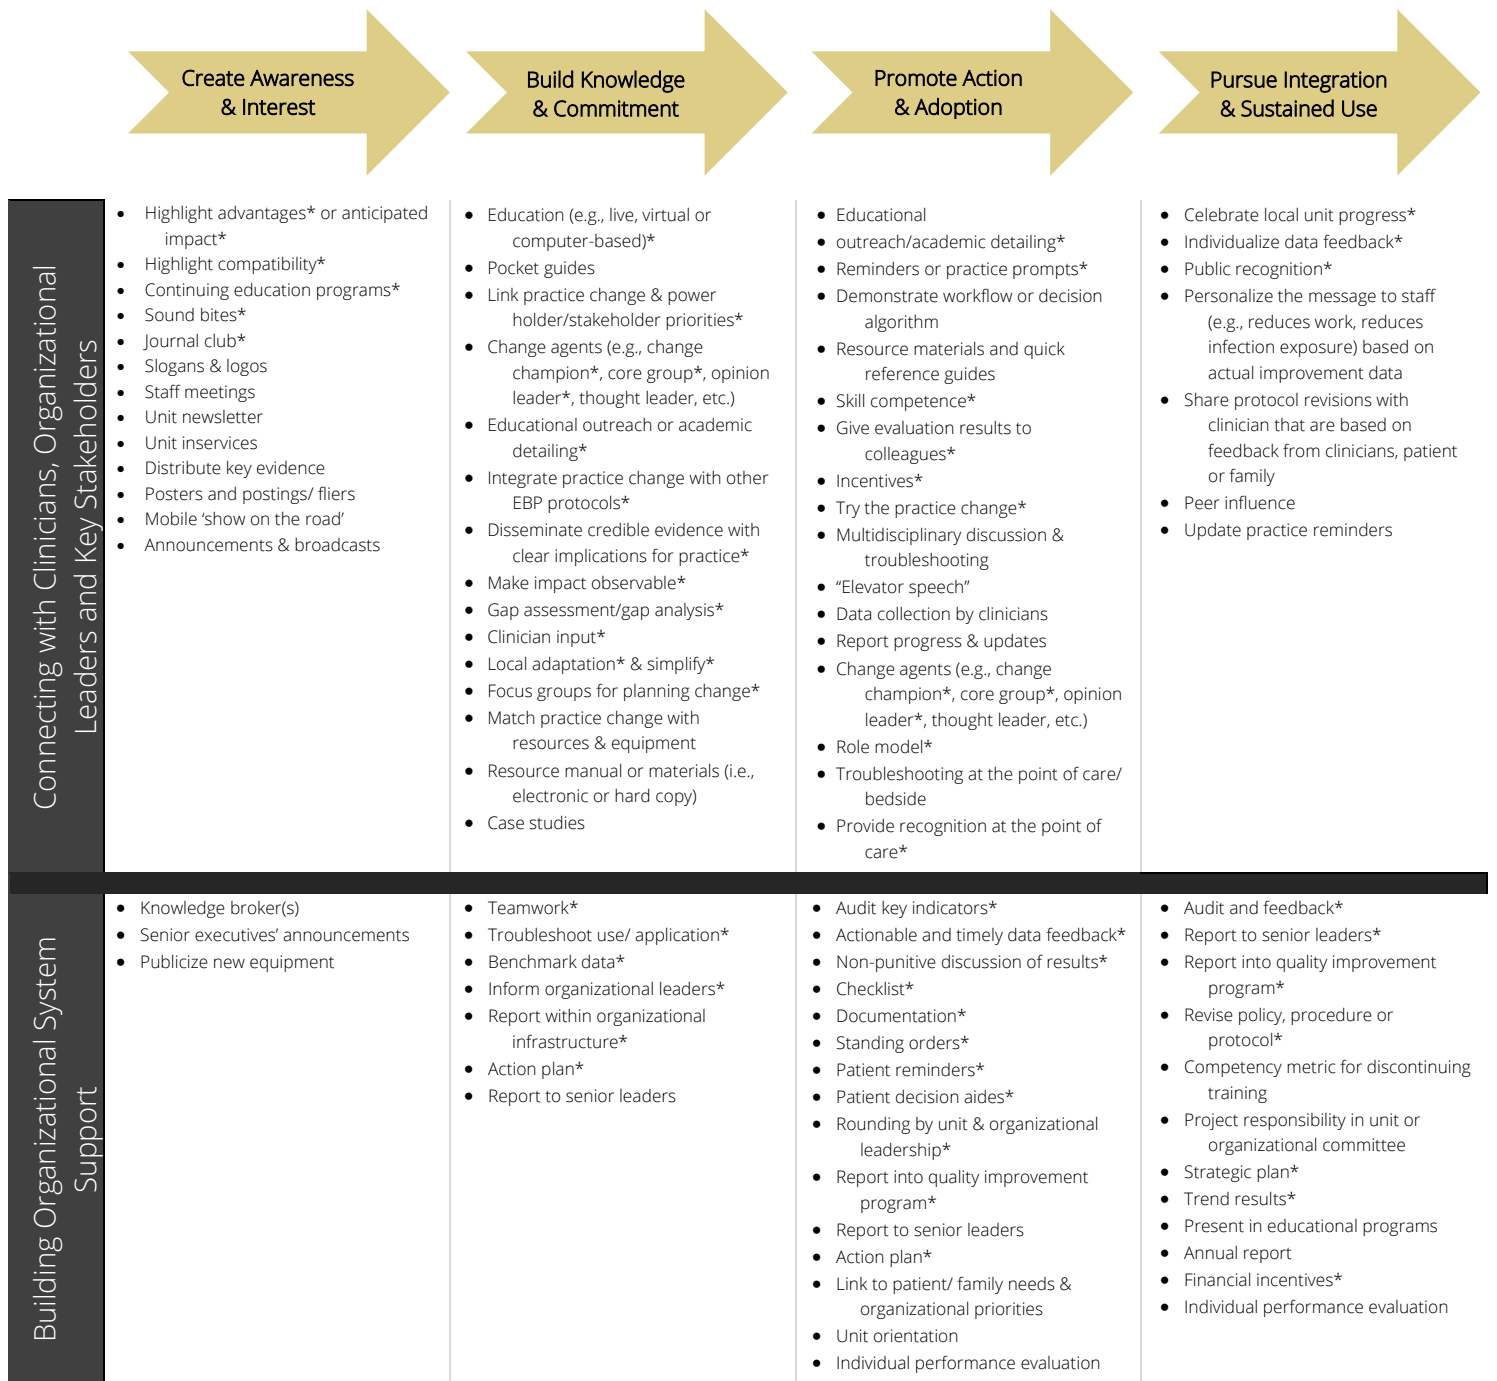 Create Awareness
& Interest
Build Knowledge
& Commitment
Promote Action
& Adoption
Pursue Integration
& Sustained Use
Connecting with Clinicians, Organizational
Leaders and Key Stakeholders
• Highlight advantages* or anticipated
impact*
• Highlight compatibility*
• Continuing education programs*
• Sound bites*
• Journal club*
• Slogans & logos
• Staff meetings
• Unit newsletter
• Unit inservices
• Distribute key evidence
• Posters and postings/ fliers
• Mobile ‘show on the road’
• Announcements & broadcasts
• Education (e.g., live, virtual or
computer-based)*
• Pocket guides
• Link practice change & power
holder/stakeholder priorities*
• Change agents (e.g., change
champion*, core group*, opinion
leader*, thought leader, etc.)
• Educational outreach or academic
detailing*
• Integrate practice change with other
EBP protocols*
• Disseminate credible evidence with
clear implications for practice*
• Make impact observable*
• Gap assessment/gap analysis*
• Clinician input*
• Local adaptation* & simplify*
• Focus groups for planning change*
• Match practice change with
resources & equipment
• Resource manual or materials (i.e.,
electronic or hard copy)
• Case studies
• Educational
• outreach/academic detailing*
• Reminders or practice prompts*
• Demonstrate workflow or decision
algorithm
• Resource materials and quick
reference guides
• Skill competence*
• Give evaluation results to
colleagues*
• Incentives*
• Try the practice change*
• Multidisciplinary discussion &
troubleshooting
• “Elevator speech”
• Data collection by clinicians
• Report progress & updates
• Change agents (e.g., change
champion*, core group*, opinion
leader*, thought leader, etc.)
• Role model*
• Troubleshooting at the point of care/
bedside
• Provide recognition at the point of
care*
• Celebrate local unit progress*
• Individualize data feedback*
• Public recognition*
• Personalize the message to staff
(e.g., reduces work, reduces
infection exposure) based on
actual improvement data
• Share protocol revisions with
clinician that are based on
feedback from clinicians, patient
or family
• Peer influence
• Update practice reminders
Building Organizational System
Support
• Knowledge broker(s)
• Senior executives’ announcements
• Publicize new equipment
• Teamwork*
• Troubleshoot use/ application*
• Benchmark data*
• Inform organizational leaders*
• Report within organizational
infrastructure*
• Action plan*
• Report to senior leaders
• Audit key indicators*
• Actionable and timely data feedback*
• Non-punitive discussion of results*
• Checklist*
• Documentation*
• Standing orders*
• Patient reminders*
• Patient decision aides*
• Rounding by unit & organizational
leadership*
• Report into quality improvement
program*
• Report to senior leaders
• Action plan*
• Link to patient/ family needs &
organizational priorities
• Unit orientation
• Individual performance evaluation
• Audit and feedback*
• Report to senior leaders*
• Report into quality improvement
program*
• Revise policy, procedure or
protocol*
• Competency metric for discontinuing
training
• Project responsibility in unit or
organizational committee
• Strategic plan*
• Trend results*
• Present in educational programs
• Annual report
• Financial incentives*
• Individual performance evaluation